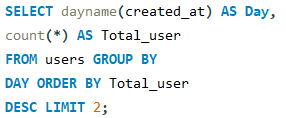 SELECT dayname(created_at) AS Day,
count(*) AS Total_user
FROM users GROUP BY
DAY ORDER BY Total_user
DESC LIMIT 2;